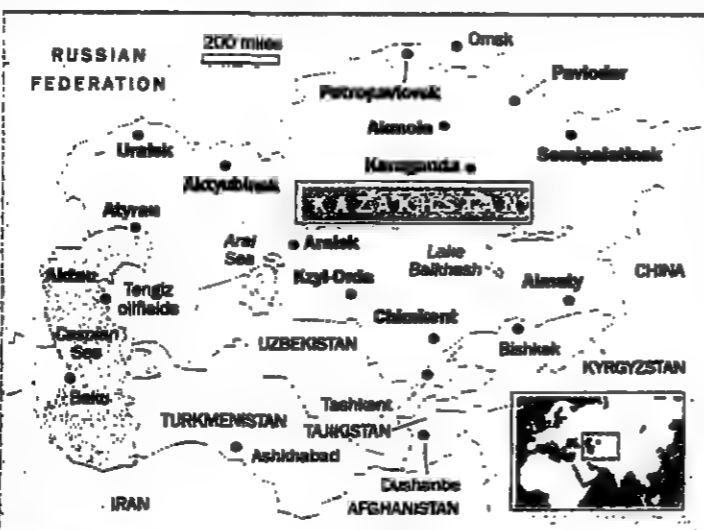 RUSSIAN
FEDERATION
200 miles
Omsk
Petropavlovsk
Pavlodar
Akmola
Uralsk
Semipalatinsk
Karaganda
Aktyubinsk
KAZAKHSTAN
Atyrau
Aral
Sea
Aralsk
Lake
Balkhash
CHINA
Aktau
Tengiz
oilfields
Kzyl-Orda
Almaty
Chimkent
Caspian
Sea
UZBEKISTAN
Bishkek
KYRGYZSTAN
Baku
Tashkent
TURKMENISTAN
TAJIKISTAN
Ashkhabad
Dushanbe
IRAN
AFGHANISTAN